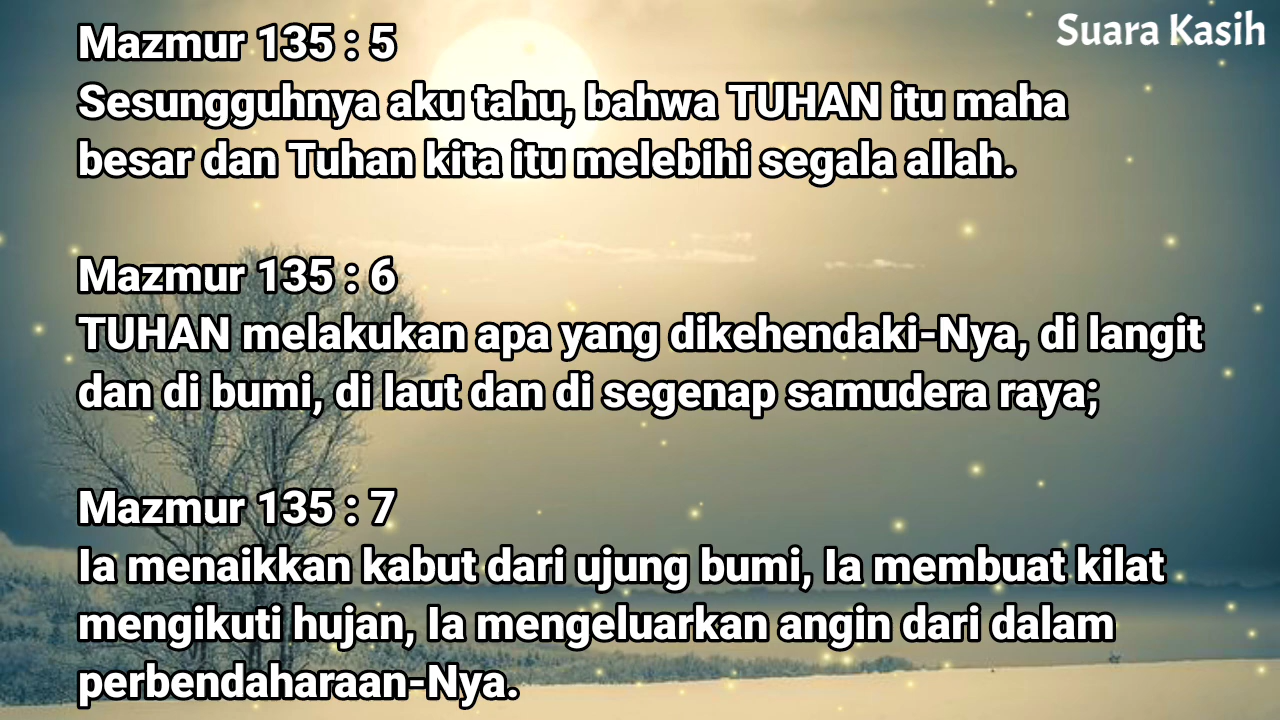 Suara Kasih
Mazmur 135 : 5
Sesungguhnya aku tahu, bahwa TUHAN itu maha
besar dan Tuhan kita itu melebihi segala allah.
Mazmur 135 : 6
TUHAN melakukan apa yang dikehendaki-Nya, di langit
dan di bumi, di laut dan di segenap samudera raya;
Mazmur 135 : 7
Ia menaikkan kabut dari ujung bumi, Ia membuat kilat
mengikuti hujan, Ia mengeluarkan angin dari dalam
perbendaharaan-Nya.